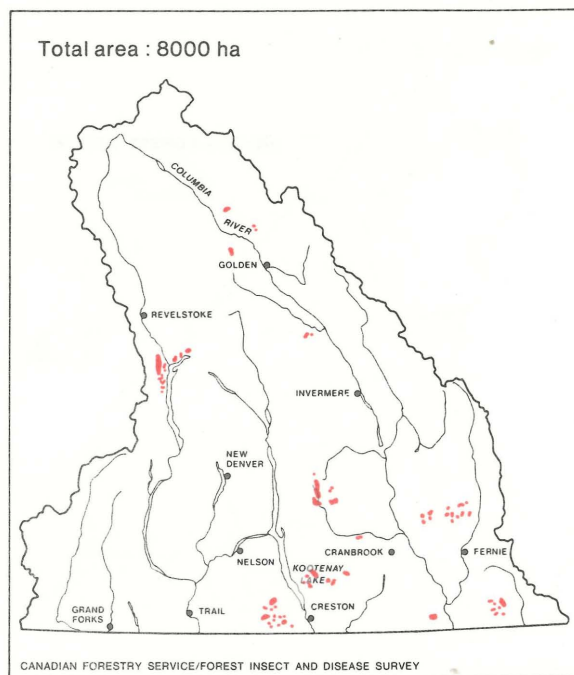 Total area : 8000 ha
COLUMBIA
RIVER
GOLDEN
REVELSTOKE
INVERMERE
NEW
DENVER
NELSON
CRANBROOK
FERNIE
KOOTENAY
LAKE
GRAND
FORKS
TRAIL
CRESTON
CANADIAN FORESTRY SERVICE/FOREST INSECT AND DISEASE SURVEY